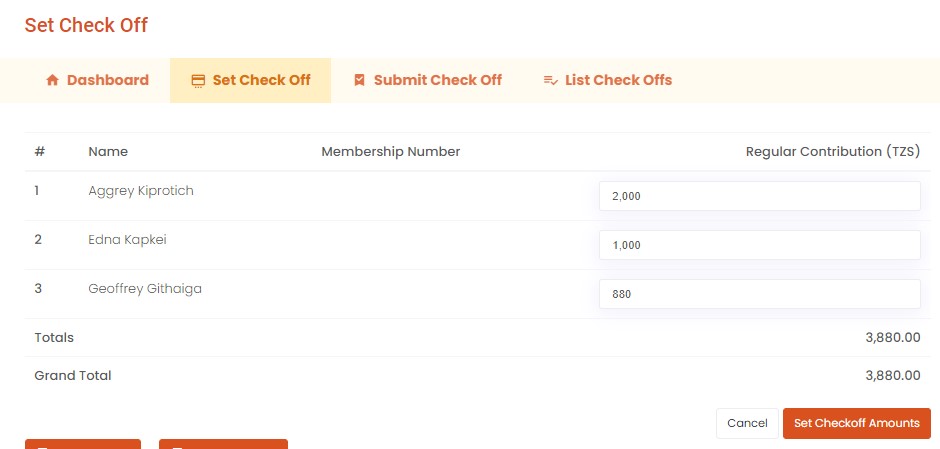 Set Check Off
Dashboard Set Check Off Submit Check Off List Check Offs
# Name Membership Number Regular Contribution (TZS)
1 Aggrey Kiprotich 2,000
2 Edna Kapkei 1,000
3 Geoffrey Githaiga 880
Totals 3,880.00
Grand Total 3,880.00
Cancel Set Checkoff Amounts